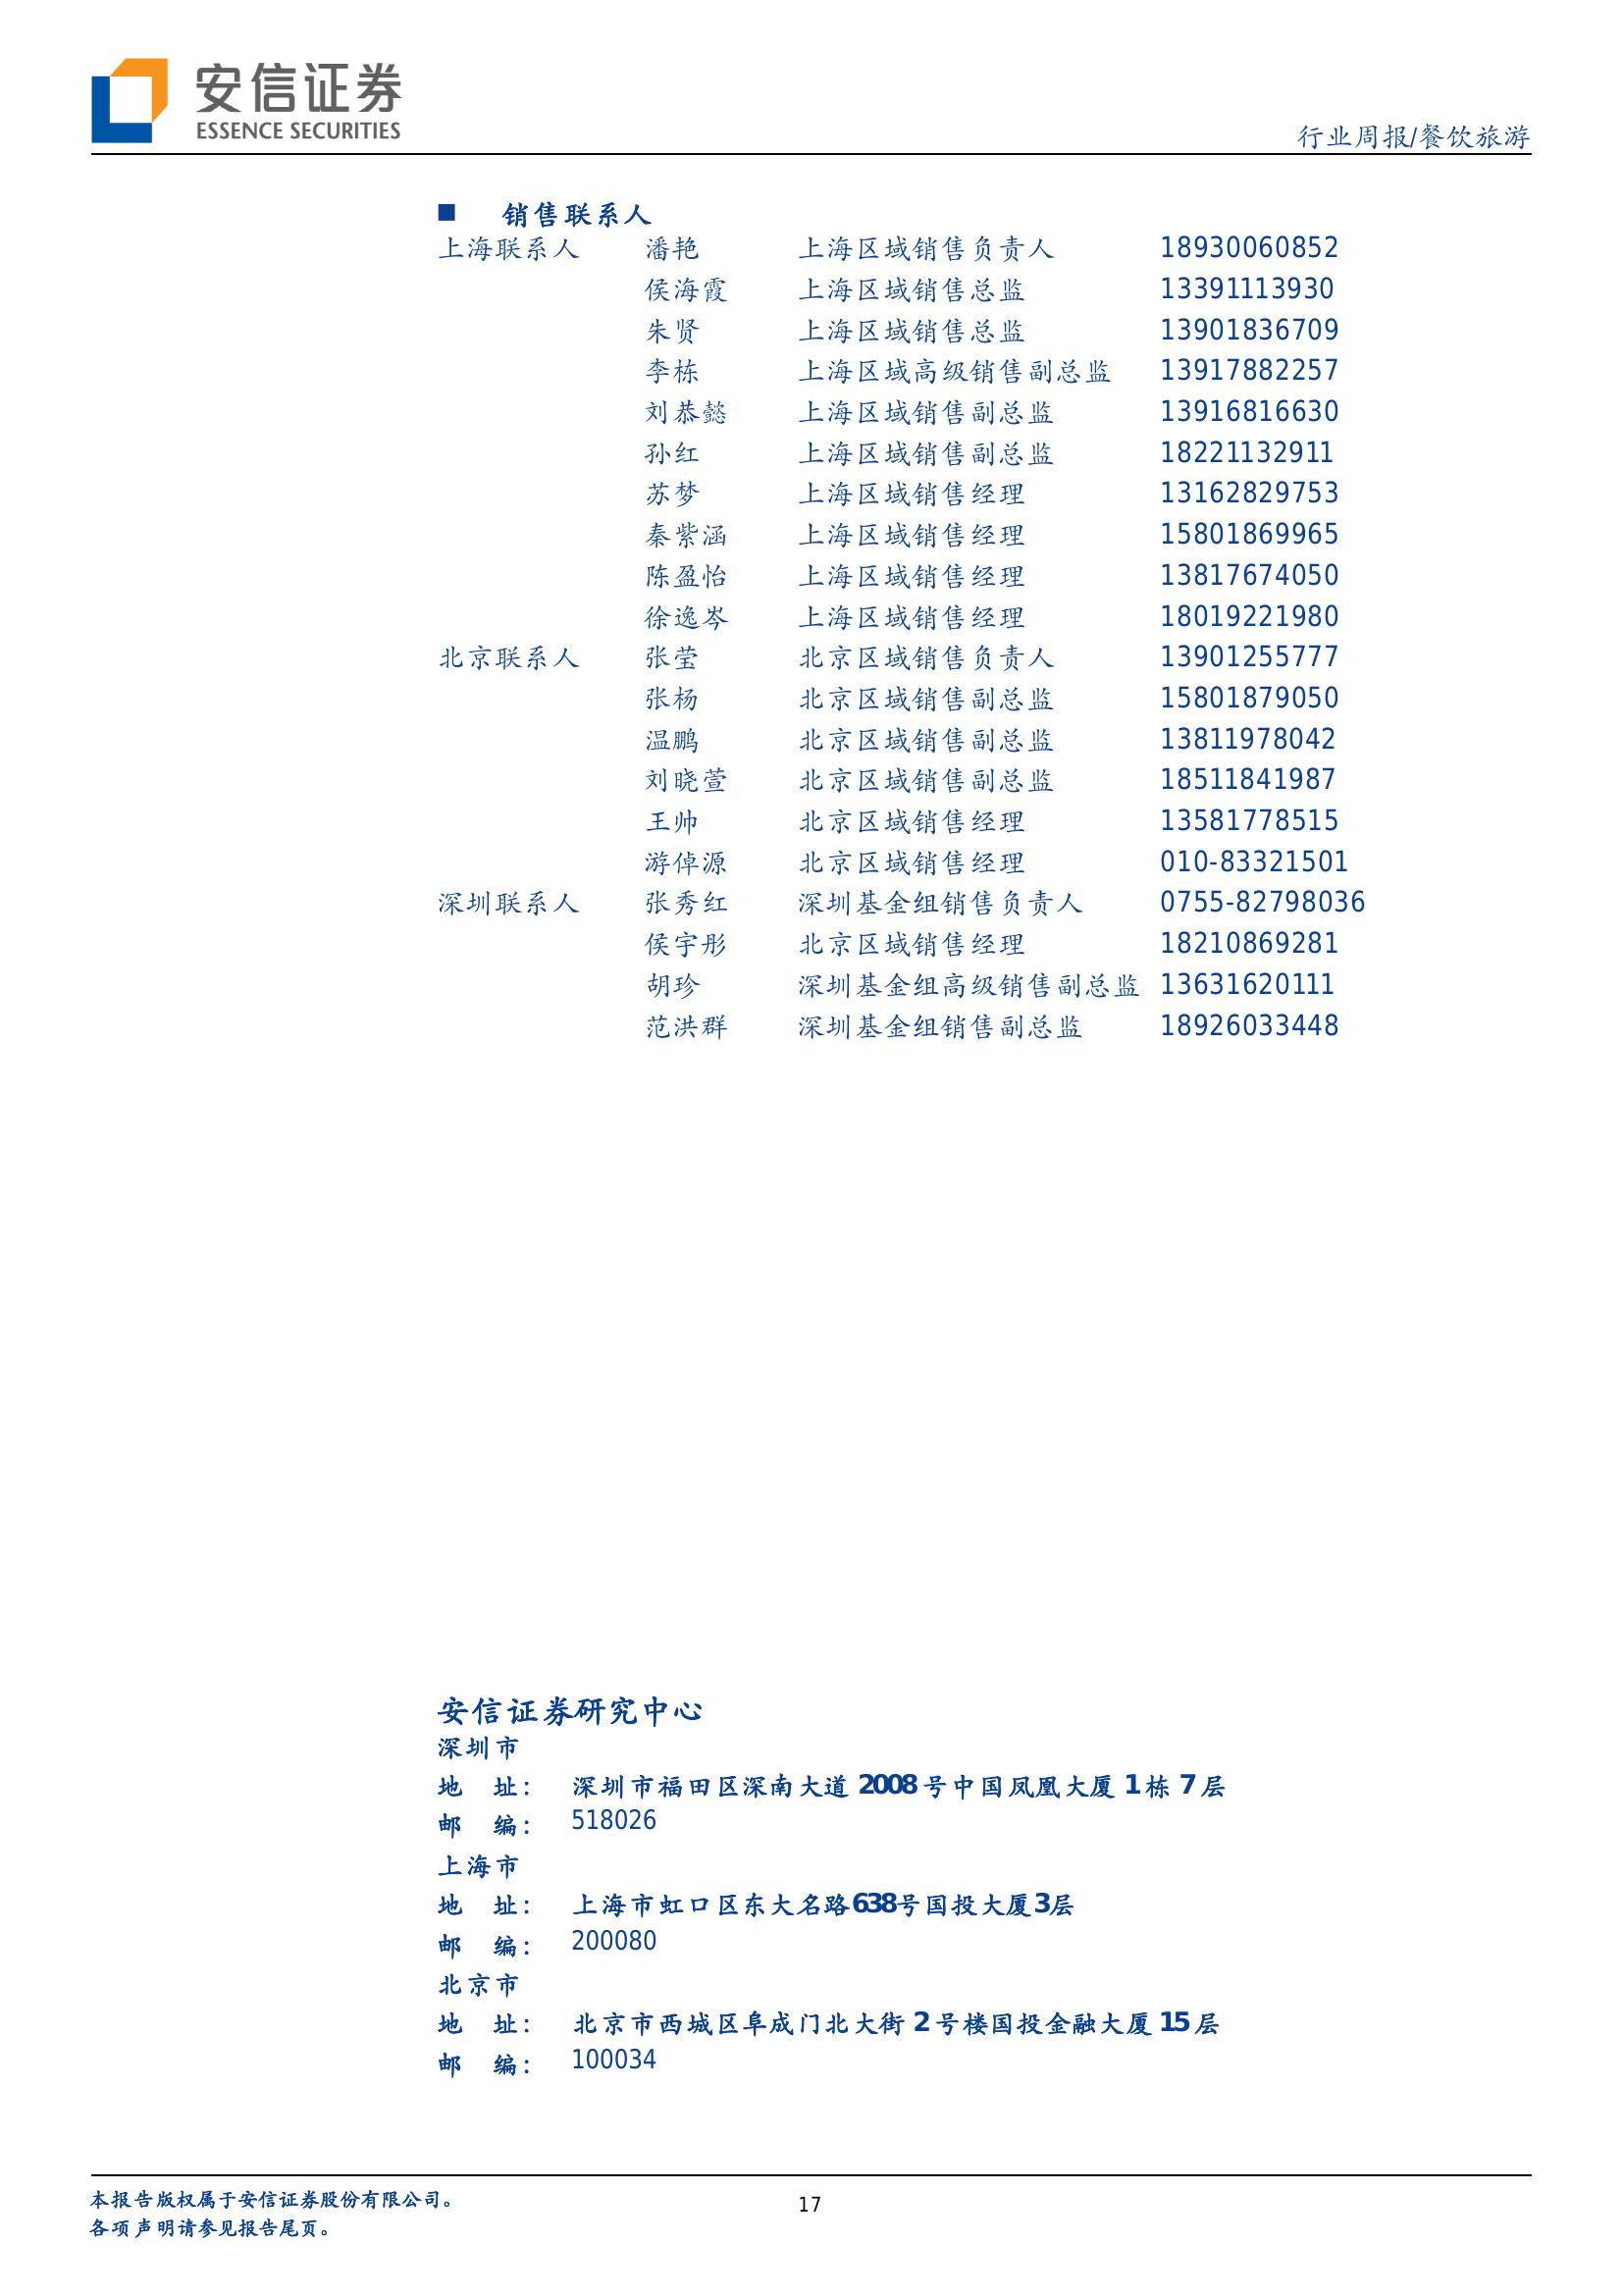 安信证券
ESSENCE SECURITIES
行业周报/餐饮旅游
■ 销售联系人
上海联系人 潘艳 上海区域销售负责人 18930060852
侯海霞 上海区域销售总监 13391113930
朱贤 上海区域销售总监 13901836709
李栋 上海区域高级销售副总监 13917882257
刘恭懿 上海区域销售副总监 13916816630
孙红 上海区域销售副总监 18221132911
苏梦 上海区域销售经理 13162829753
秦紫涵 上海区域销售经理 15801869965
陈盈怡 上海区域销售经理 13817674050
徐逸岑 上海区域销售经理 18019221980
北京联系人 张莹 北京区域销售负责人 13901255777
张杨 北京区域销售副总监 15801879050
温鹏 北京区域销售副总监 13811978042
刘晓萱 北京区域销售副总监 18511841987
王帅 北京区域销售经理 13581778515
游倬源 北京区域销售经理 010-83321501
深圳联系人 张秀红 深圳基金组销售负责人 0755-82798036
侯宇彤 北京区域销售经理 18210869281
胡珍 深圳基金组高级销售副总监 13631620111
范洪群 深圳基金组销售副总监 18926033448
安信证券研究中心
深圳市
地 址： 深圳市福田区深南大道 2008 号中国凤凰大厦 1 栋 7 层
邮 编： 518026
上海市
地 址： 上海市虹口区东大名路638号国投大厦3层
邮 编： 200080
北京市
地 址： 北京市西城区阜成门北大街 2 号楼国投金融大厦 15 层
邮 编： 100034
本报告版权属于安信证券股份有限公司。
17
各项声明请参见报告尾页。